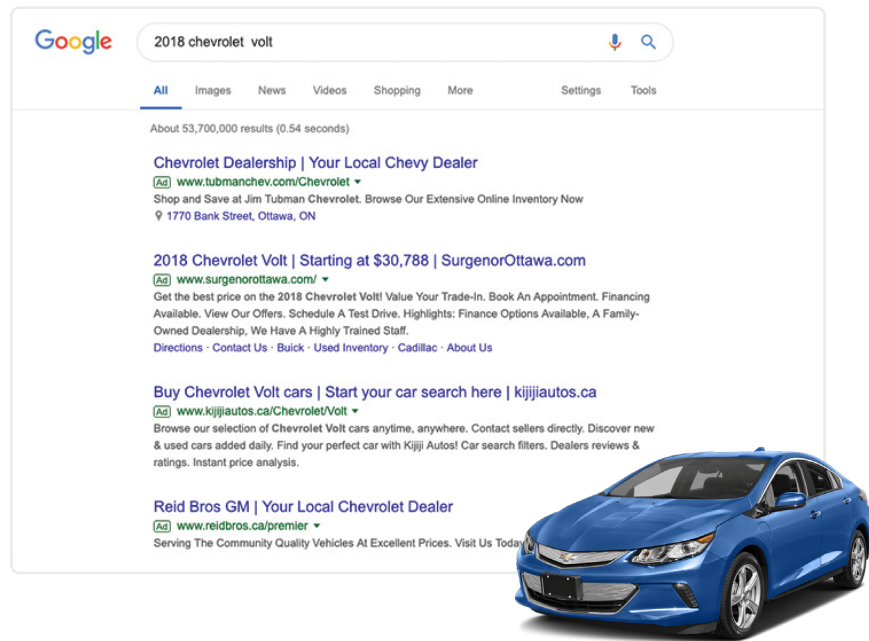 Google
2018 chevrolet  volt
All Images News Videos Shopping More Settings Tools
About 53,700,000 results (0.54 seconds)
Chevrolet Dealership | Your Local Chevy Dealer
Ad www.tubmanchev.com/Chevrolet
Shop and Save at Jim Tubman Chevrolet. Browse Our Extensive Online Inventory Now
1770 Bank Street, Ottawa, ON
2018 Chevrolet Volt | Starting at $30,788 | SurgenorOttawa.com
Ad www.surgenorottawa.com/
Get the best price on the 2018 Chevrolet Volt! Value Your Trade-In. Book An Appointment. Financing
Available. View Our Offers. Schedule A Test Drive. Highlights: Finance Options Available, A Family-
Owned Dealership, We Have A Highly Trained Staff.
Directions · Contact Us · Buick · Used Inventory · Cadillac · About Us
Buy Chevrolet Volt cars | Start your car search here | kijijiautos.ca
Ad www.kijijiautos.ca/Chevrolet/Volt
Browse our selection of Chevrolet Volt cars anytime, anywhere. Contact sellers directly. Discover new
& used cars added daily. Find your perfect car with Kijiji Autos! Car search filters. Dealers reviews &
ratings. Instant price analysis.
Reid Bros GM | Your Local Chevrolet Dealer
Ad www.reidbros.ca/premier
Serving The Community Quality Vehicles At Excellent Prices. Visit Us Today